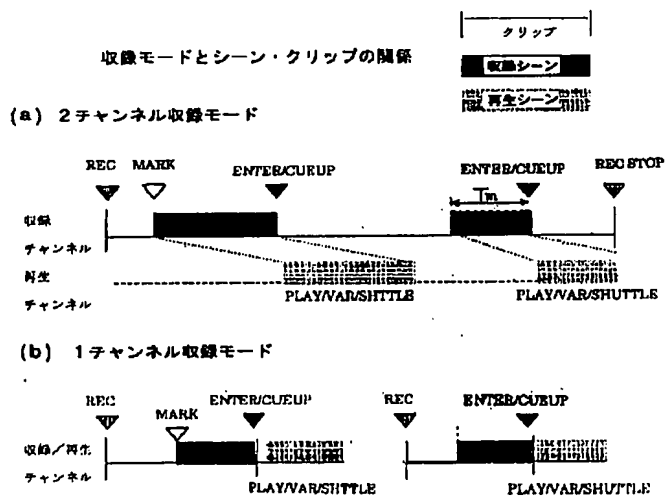 クリップ
収録モードとシーン・クリップの関係
収録シーン
再生シーン
(a) 2チャンネル収録モード
REC MARK ENTER/CUEUP ENTER/CUEUP REC STOP
Tm
収録
チャンネル
再生
チャンネル
PLAY/VAR/SHTTLE PLAY/VAR/SHUTTLE
(b) 1チャンネル収録モード
REC MARK ENTER/CUEUP REC ENTER/CUEUP
収録/再生
チャンネル
PLAY/VAR/SHTTLE PLAY/VAR/SHUTTLE